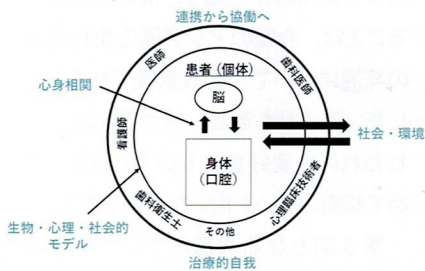 連携から協働へ
医師
患者（個体）
歯科医師
脳
心身相関
看護師
身体
（口腔）
社会・環境
歯科衛生士
心理臨床技術者
その他
生物・心理・社会的
モデル
治療的自我